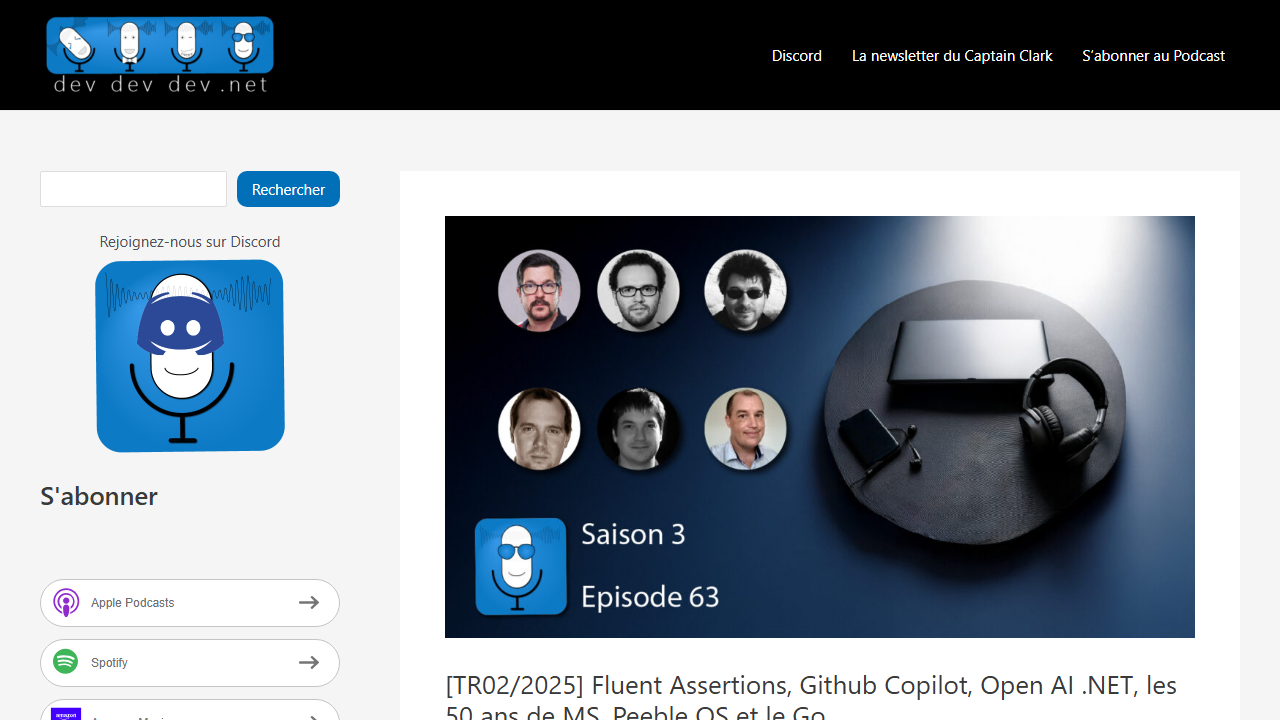 dev dev dev .net
Discord
La newsletter du Captain Clark
S'abonner au Podcast
Rechercher
Rejoignez-nous sur Discord
S'abonner
Apple Podcasts
Spotify
amazon
Saison 3
Episode 63
[TR02/2025] Fluent Assertions, Github Copilot, Open AI .NET, les
50 ans de MS, Peeble OS et le Go